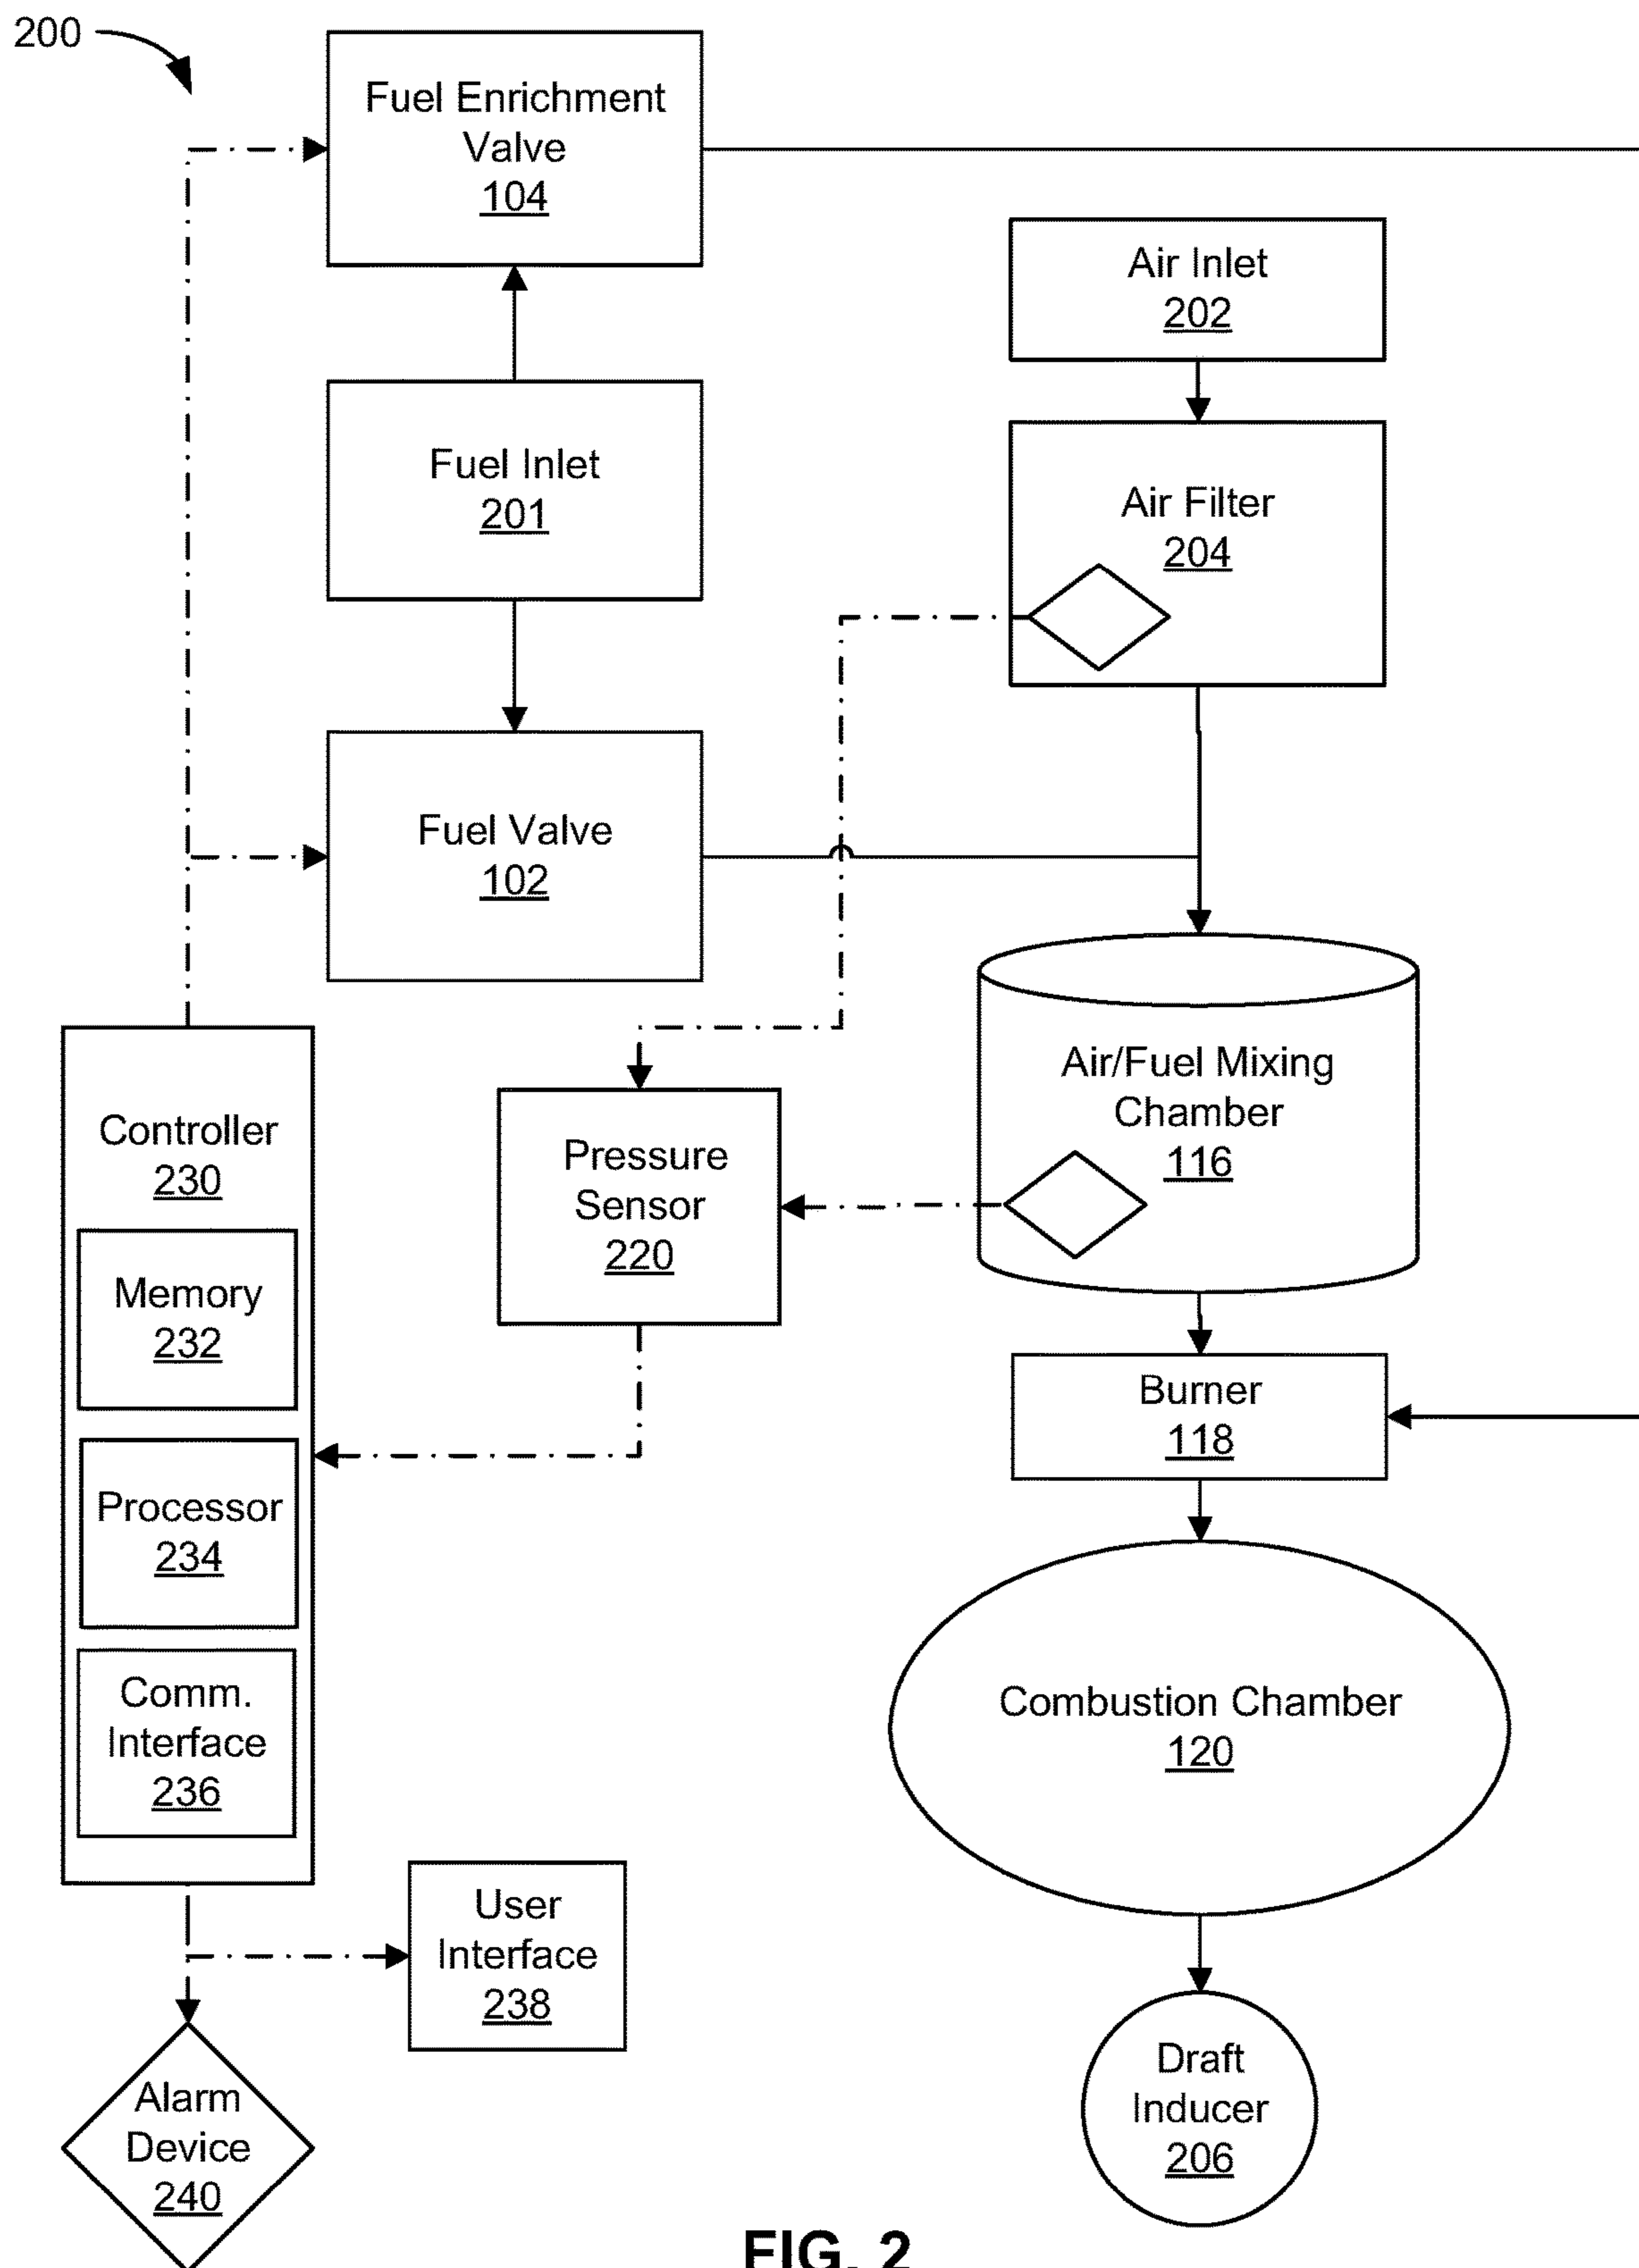 200
Fuel Enrichment
Valve
104
Air Inlet
202
Fuel Inlet
201
Air Filter
204
Fuel Valve
102
Air/Fuel Mixing
Chamber
116
Controller
230
Pressure
Sensor
220
Memory
232
Burner
118
Processor
234
Comm.
Interface
236
Combustion Chamber
120
User
Interface
238
Draft
Inducer
206
Alarm
Device
240
FIG. 2